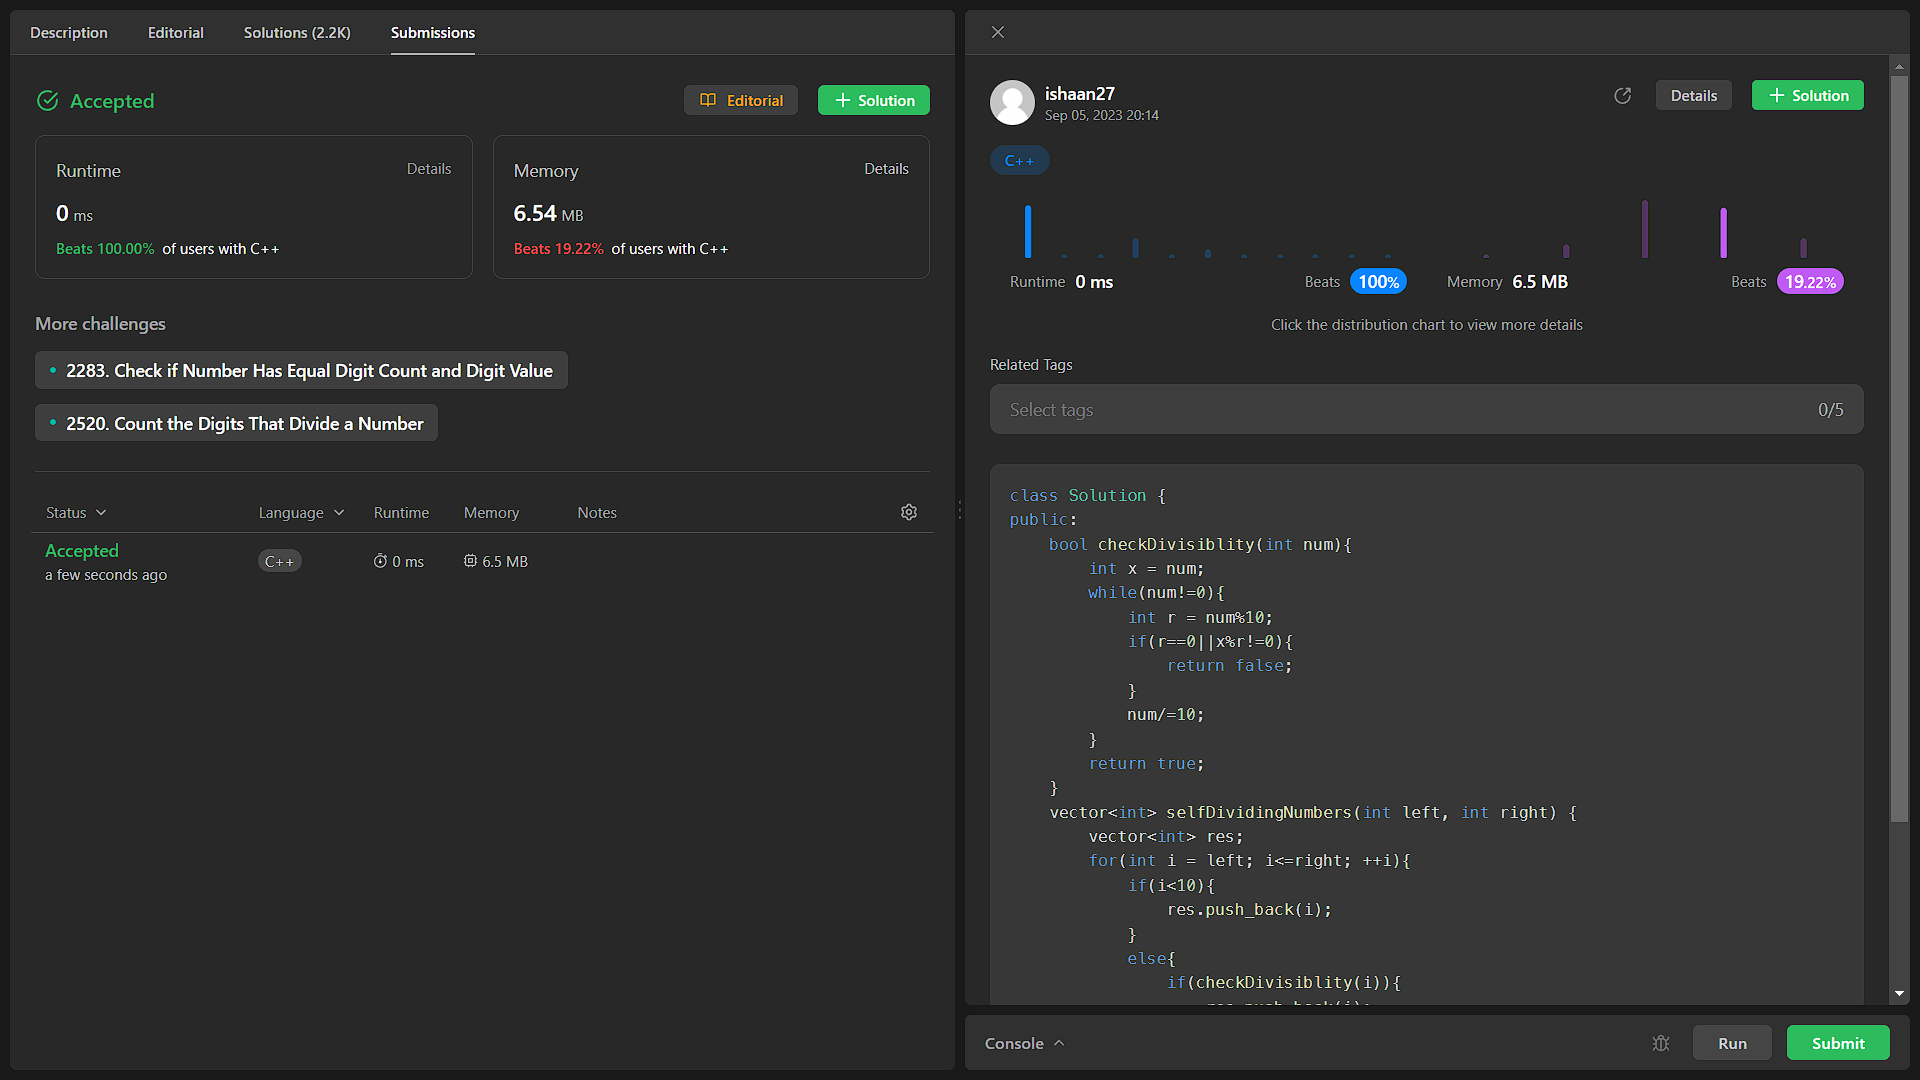 Description Editorial Solutions (2.2K) Submissions
Accepted
Editorial
Solution
Runtime Details
0 ms
Beats 100.00% of users with C++
Memory Details
6.54 MB
Beats 19.22% of users with C++
More challenges
2283. Check if Number Has Equal Digit Count and Digit Value
2520. Count the Digits That Divide a Number
Status Language Runtime Memory Notes
Accepted
a few seconds ago
C++ 0 ms 6.5 MB
ishaan27
Sep 05, 2023 20:14
Details
Solution
C++
Runtime 0 ms Beats 100% Memory 6.5 MB Beats 19.22%
Click the distribution chart to view more details
Related Tags
Select tags 0/5
class Solution {
public:
    bool checkDivisiblity(int num){
        int x = num;
        while(num!=0){
            int r = num%10;
            if(r==0||x%r!=0){
                return false;
            }
            num/=10;
        }
        return true;
    }
    vector<int> selfDividingNumbers(int left, int right) {
        vector<int> res;
        for(int i = left; i<=right; ++i){
            if(i<10){
                res.push_back(i);
            }
            else{
                if(checkDivisiblity(i)){
Console Run Submit